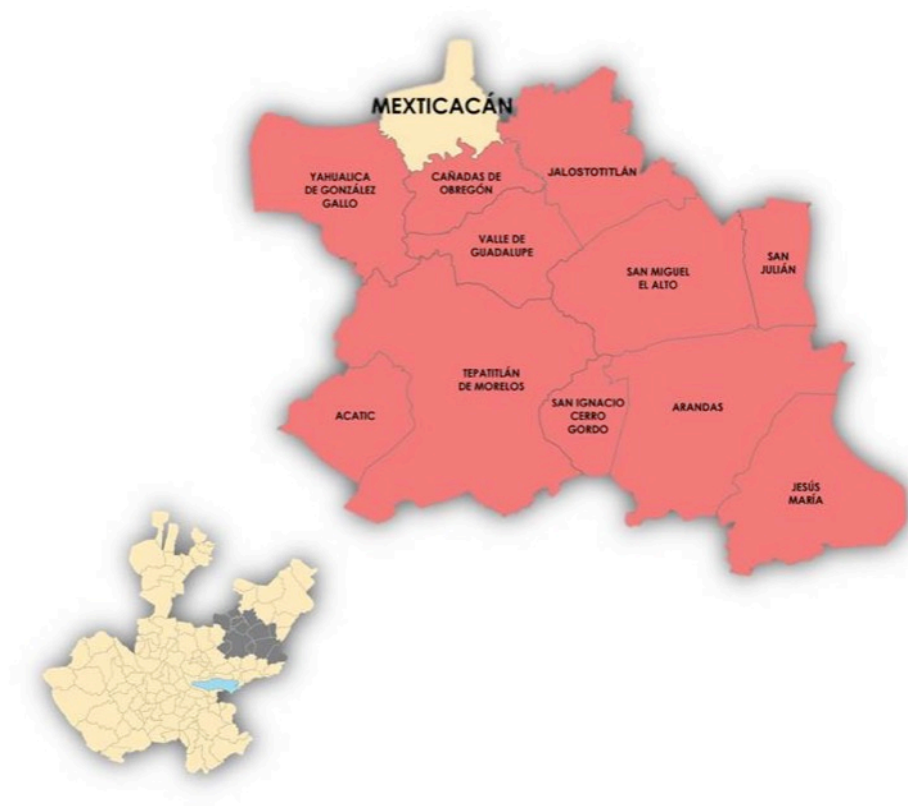 MEXTICACÁN
YAHUALICA
DE GONZÁLEZ
GALLO
CAÑADAS DE
OBREGÓN
JALOSTOTITLÁN
VALLE DE
GUADALUPE
SAN MIGUEL
EL ALTO
SAN
JULIÁN
TEPATITLÁN
DE MORELOS
ACATIC
SAN IGNACIO
CERRO
GORDO
ARANDAS
JESÚS
MARÍA